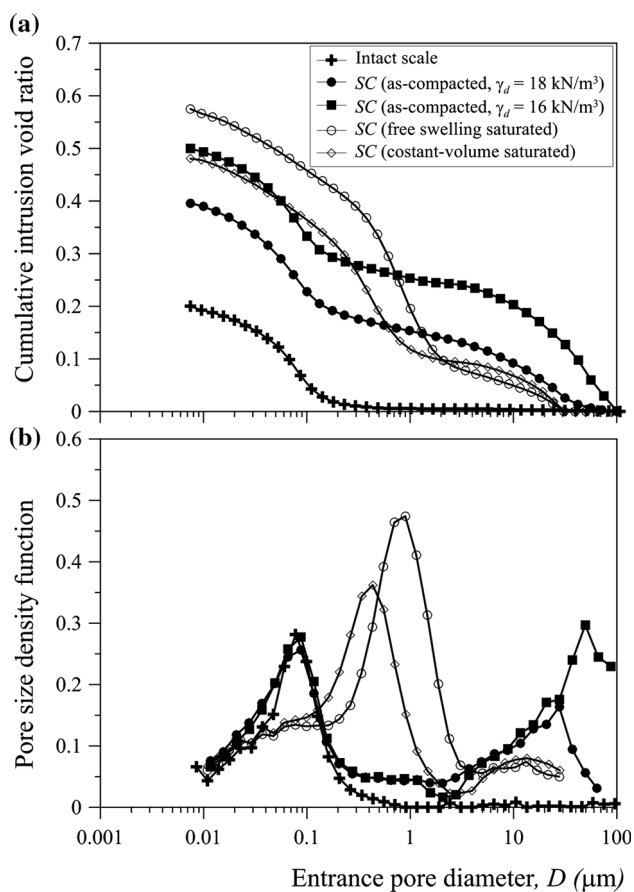 (a)
0.7
0.6
0.5
0.4
0.3
0.2
0.1
0
Cumulative intrusion void ratio
Intact scale
SC (as-compacted, γd = 18 kN/m³)
SC (as-compacted, γd = 16 kN/m³)
SC (free swelling saturated)
SC (costant-volume saturated)
(b)
0.6
0.5
0.4
0.3
0.2
0.1
0
Pore size density function
0.001 0.01 0.1 1 10 100
Entrance pore diameter, D (μm)